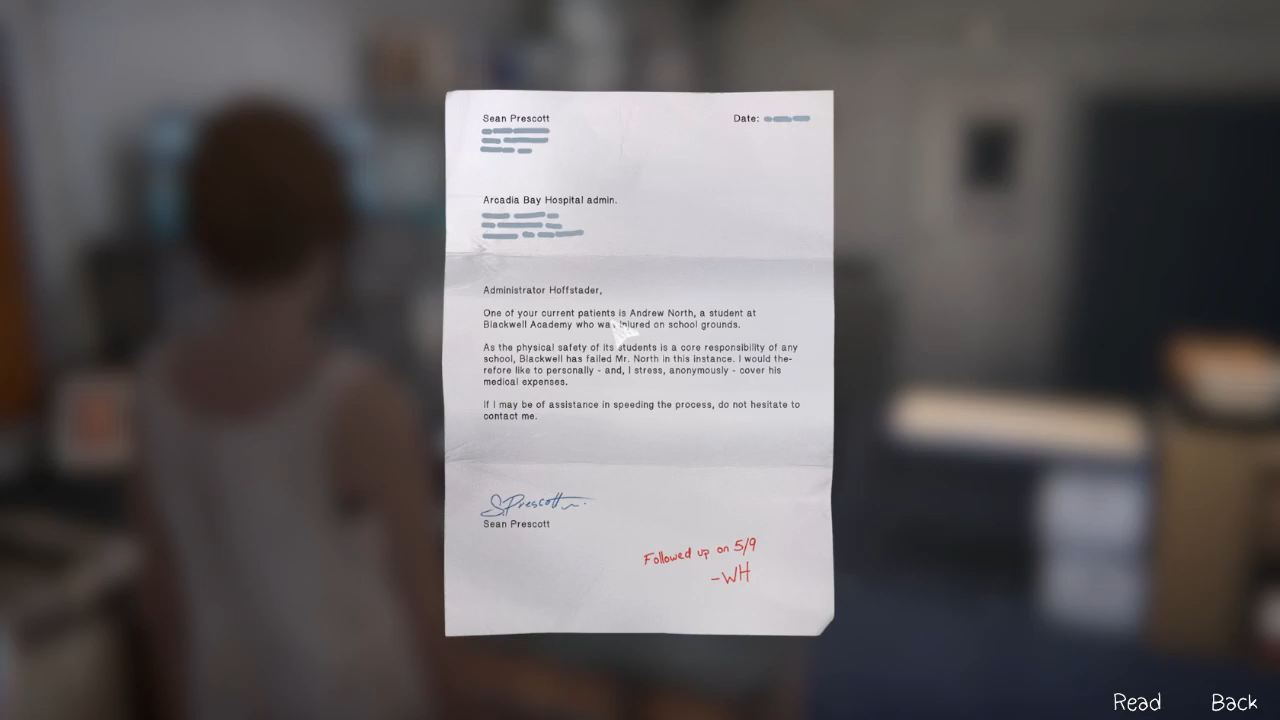 Sean Prescott
Date:
Arcadia Bay Hospital admin.
Administrator Hoffstader,
One of your current patients is Andrew North, a student at
Blackwell Academy who was injured on school grounds.
As the physical safety of its students is a core responsibility of any
school, Blackwell has failed Mr. North in this instance. I would the-
refore like to personally - and, I stress, anonymously - cover his
medical expenses.
If I may be of assistance in speeding the process, do not hesitate to
contact me.
S.Prescott
Sean Prescott
Followed up on 5/9
-WH
Read Back